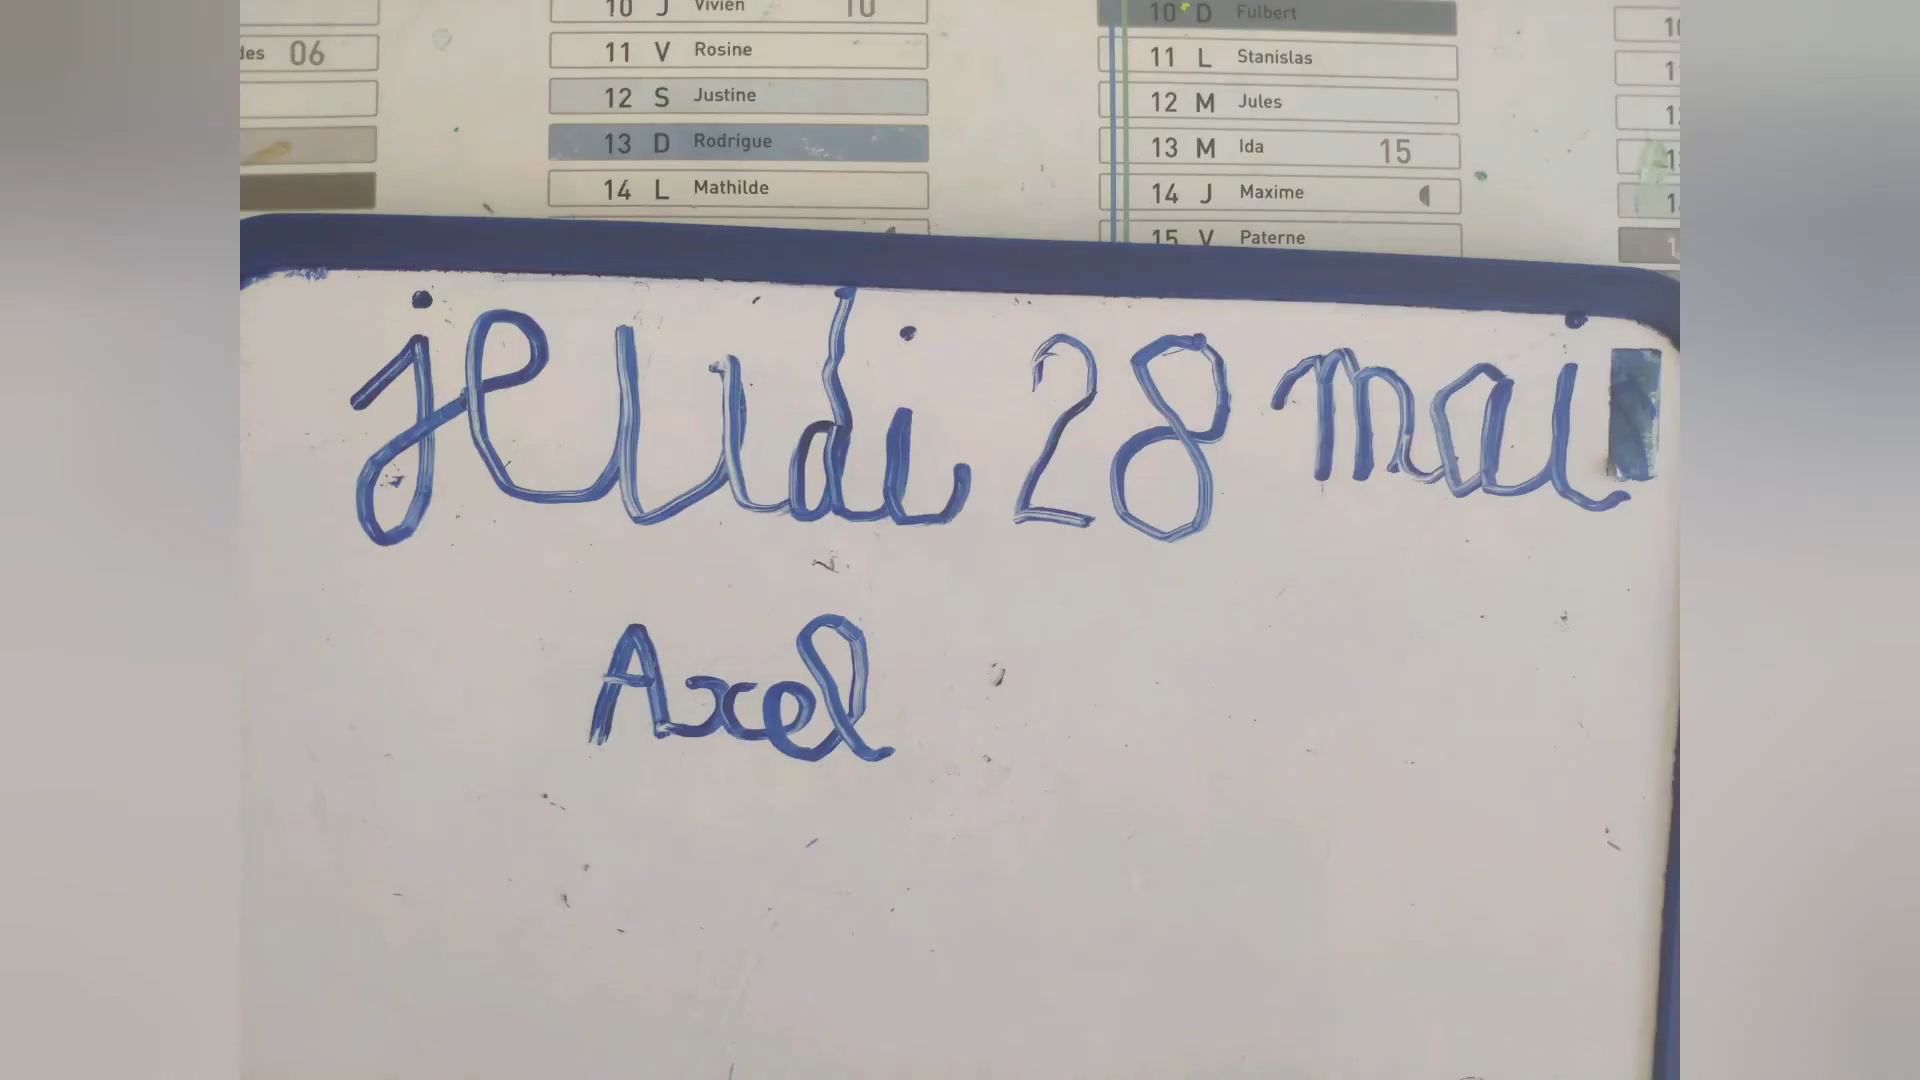 10 J Vivien 10
11 V Rosine
12 S Justine
13 D Rodrigue
14 L Mathilde
des 06
10 D Fulbert
11 L Stanislas
12 M Jules
13 M Ida 15
14 J Maxime
15 V Paterne
jeudi 28 mai
Axel